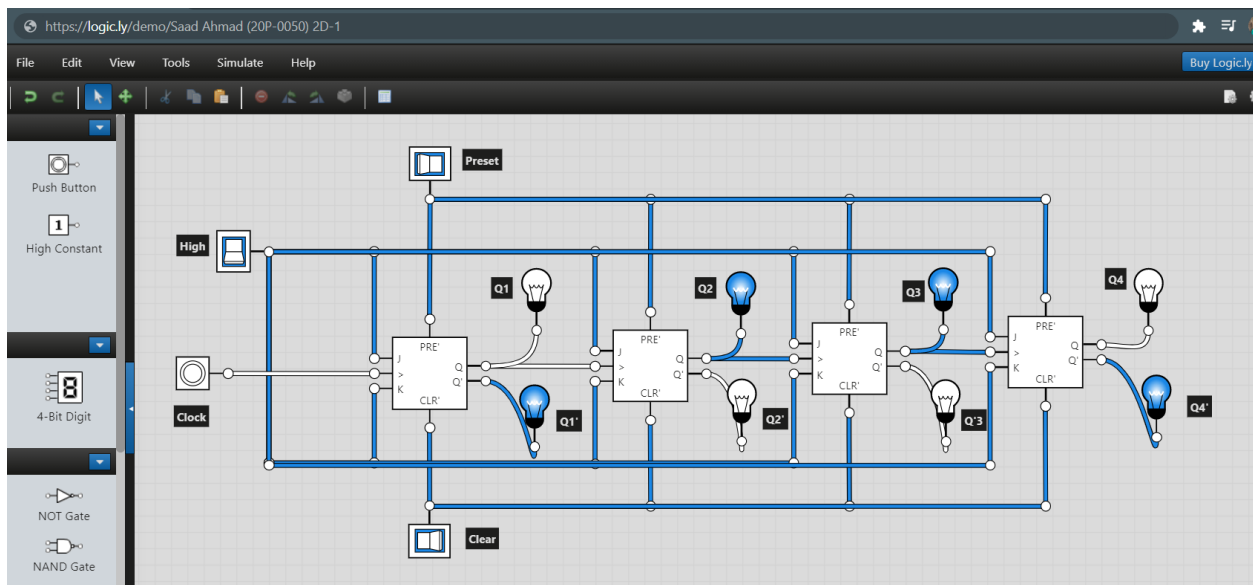 https://logic.ly/demo/Saad Ahmad (20P-0050) 2D-1
File Edit View Tools Simulate Help
Buy Logic.ly
Push Button
1
High Constant
4-Bit Digit
NOT Gate
NAND Gate
Preset
High
Clock
Clear
Q1
Q1'
Q2
Q2'
Q3
Q'3
Q4
Q4'
PRE'
J
Q
>
Q'
K
CLR'
PRE'
J
Q
>
Q'
K
CLR'
PRE'
J
Q
>
Q'
K
CLR'
PRE'
J
Q
>
Q'
K
CLR'